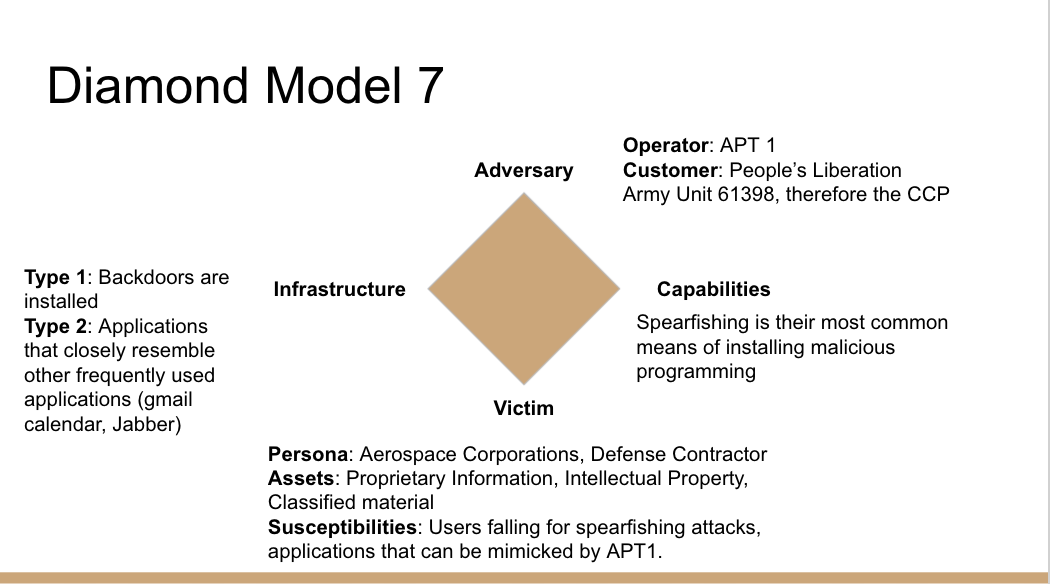 Diamond Model 7
Operator: APT 1
Customer: People’s Liberation
Army Unit 61398, therefore the CCP
Adversary
Type 1: Backdoors are
installed
Type 2: Applications
that closely resemble
other frequently used
applications (gmail
calendar, Jabber)
Infrastructure
Capabilities
Spearfishing is their most common
means of installing malicious
programming
Victim
Persona: Aerospace Corporations, Defense Contractor
Assets: Proprietary Information, Intellectual Property,
Classified material
Susceptibilities: Users falling for spearfishing attacks,
applications that can be mimicked by APT1.